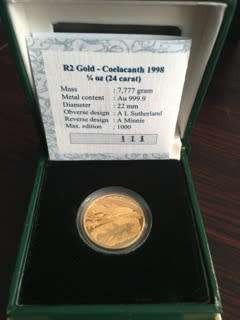 R2 Gold - Coelacanth 1998
¼ oz (24 carat)
Mass : 7,777 gram
Metal content : Au 999.9
Diameter : 22 mm
Obverse design : A L Sutherland
Reverse design : A Minnie
Max. edition : 1000
111